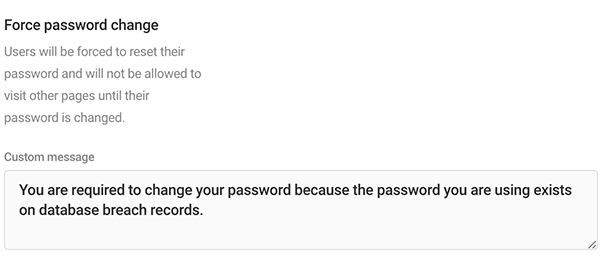 Force password change
Users will be forced to reset their
password and will not be allowed to
visit other pages until their
password is changed.
Custom message
You are required to change your password because the password you are using exists
on database breach records.